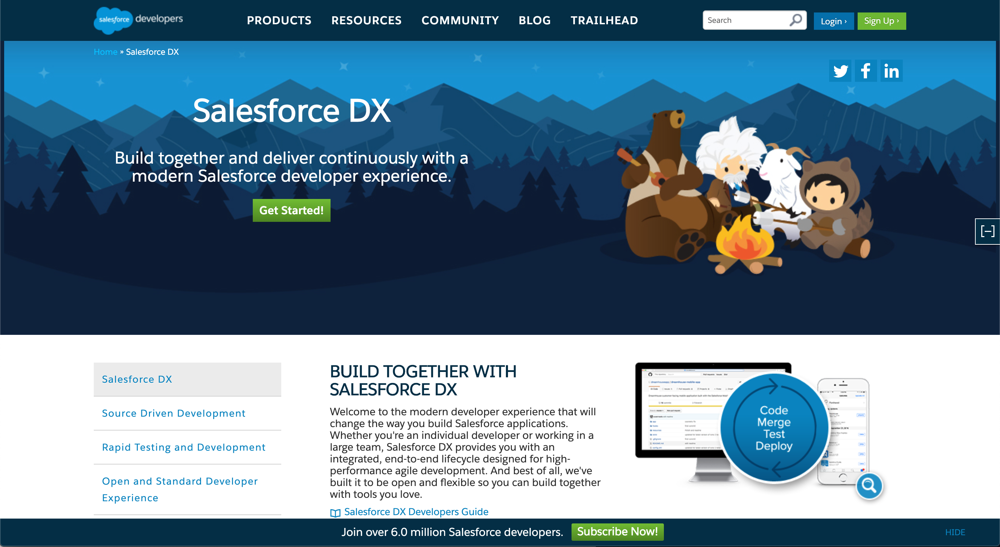 salesforce developers
PRODUCTS RESOURCES COMMUNITY BLOG TRAILHEAD
Search
Login ›
Sign Up ›
Home » Salesforce DX
Salesforce DX
Build together and deliver continuously with a
modern Salesforce developer experience.
Get Started!
[–]
Salesforce DX
Source Driven Development
Rapid Testing and Development
Open and Standard Developer
Experience
BUILD TOGETHER WITH
SALESFORCE DX
Welcome to the modern developer experience that will
change the way you build Salesforce applications.
Whether you're an individual developer or working in a
large team, Salesforce DX provides you with an
integrated, end-to-end lifecycle designed for high-
performance agile development. And best of all, we've
built it to be open and flexible so you can build together
with tools you love.
Salesforce DX Developers Guide
Code
Merge
Test
Deploy
Join over 6.0 million Salesforce developers.
Subscribe Now!
HIDE